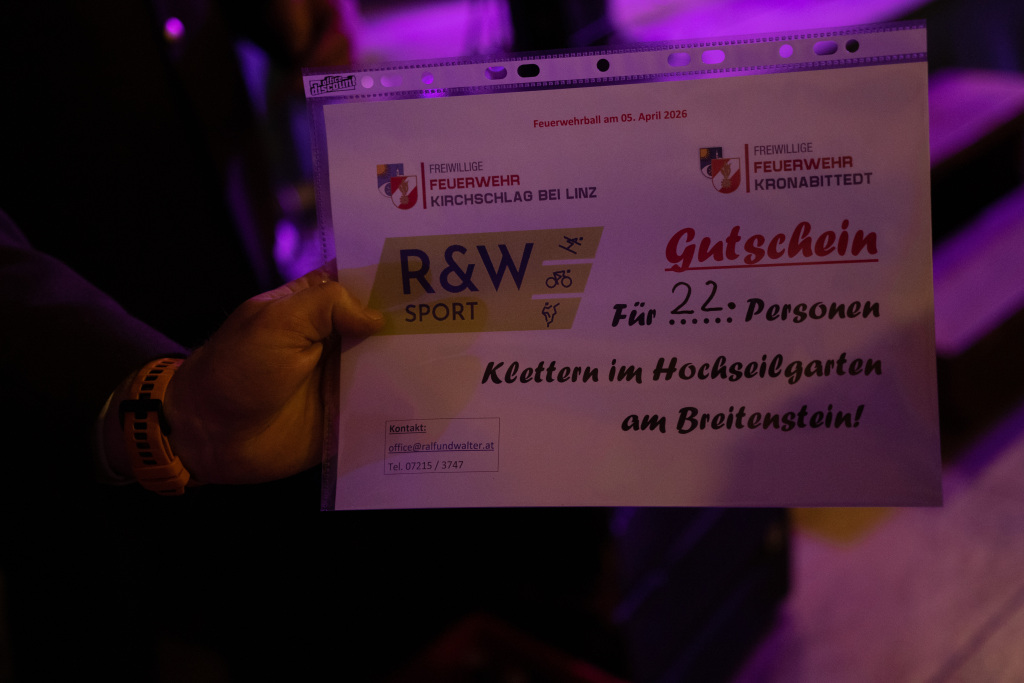 office discount
Feuerwehrball am 05. April 2026
FREIWILLIGE
FEUERWEHR
KIRCHSCHLAG BEI LINZ
FREIWILLIGE
FEUERWEHR
KRONABITTEDT
R&W
SPORT
Gutschein
Für 22: Personen
Klettern im Hochseilgarten
am Breitenstein!
Kontakt:
office@ralfundwalter.at
Tel. 07215 / 3747